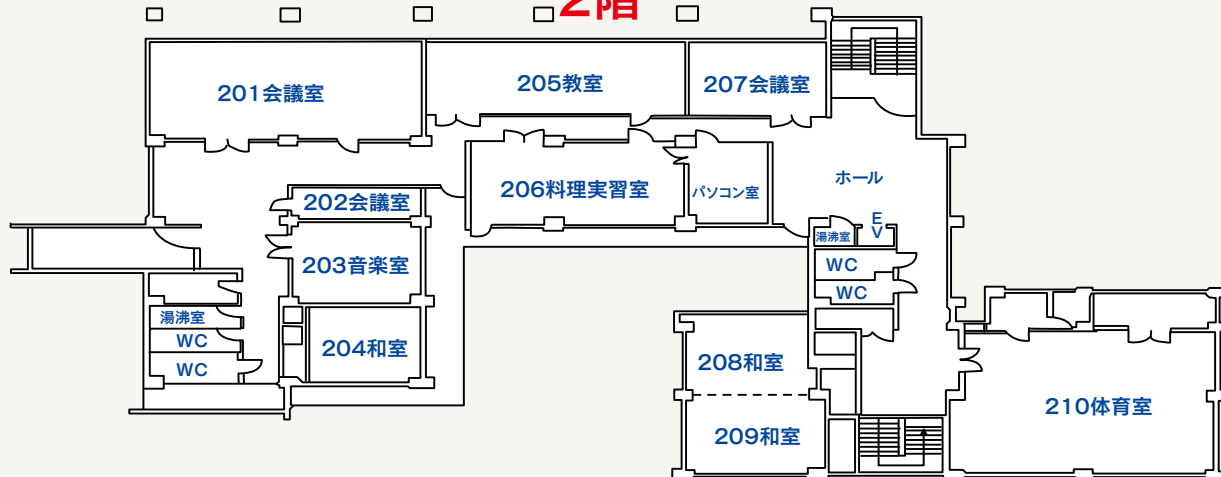 2階
201会議室
205教室
207会議室
206料理実習室
パソコン室
ホール
202会議室
EV
湯沸室
203音楽室
WC
WC
湯沸室
WC
WC
204和室
208和室
209和室
210体育室